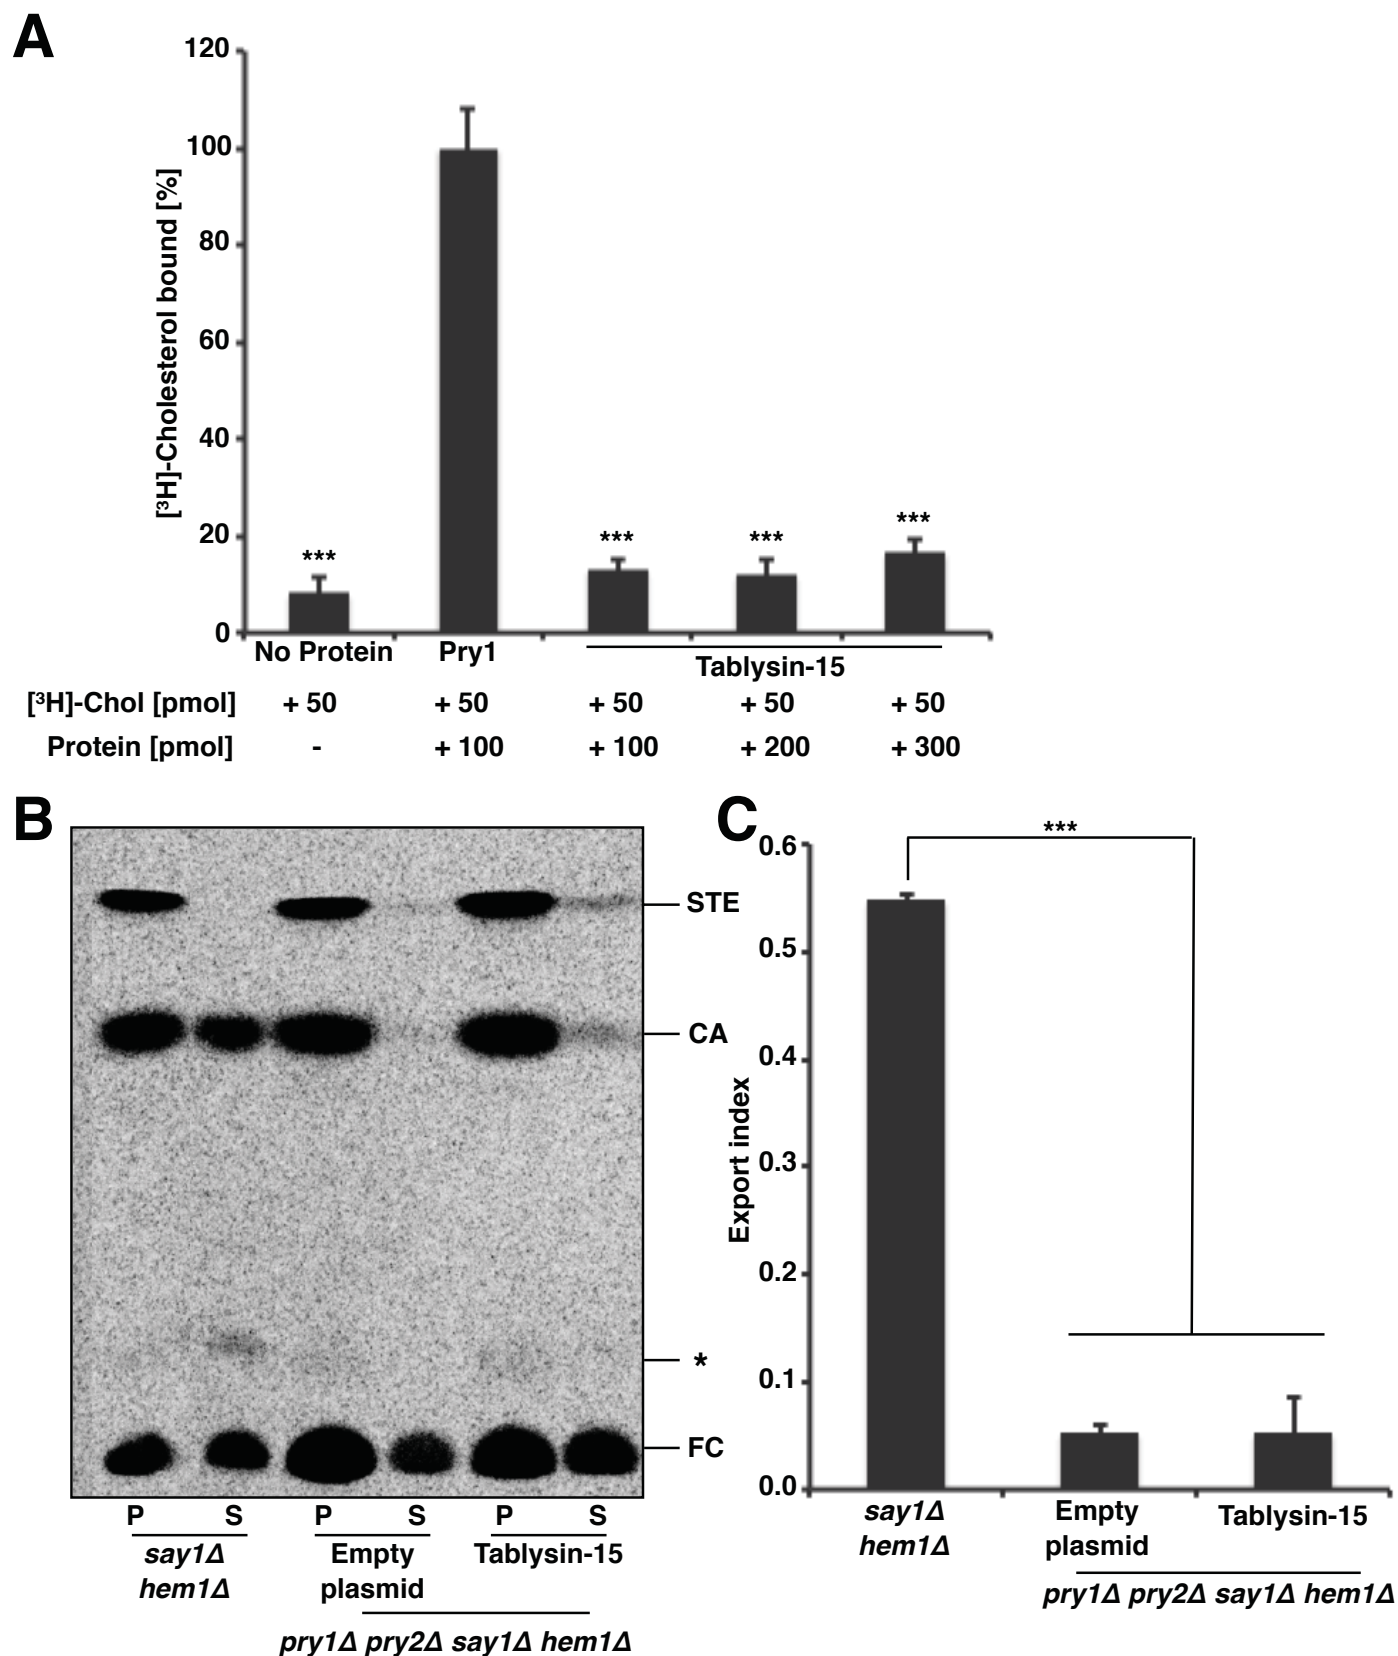 A
120
100
80
60
40
20
0
[³H]-Cholesterol bound [%]
***
***
***
***
No Protein Pry1
Tablysin-15
[³H]-Chol [pmol] + 50 + 50 + 50 + 50 + 50
Protein [pmol] - + 100 + 100 + 200 + 300
B
STE
CA
*
FC
P S P S P S
say1Δ Empty Tablysin-15
hem1Δ plasmid
pry1Δ pry2Δ say1Δ hem1Δ
C
***
0.6
0.5
0.4
0.3
0.2
0.1
0.0
Export index
say1Δ Empty Tablysin-15
hem1Δ plasmid
pry1Δ pry2Δ say1Δ hem1Δ